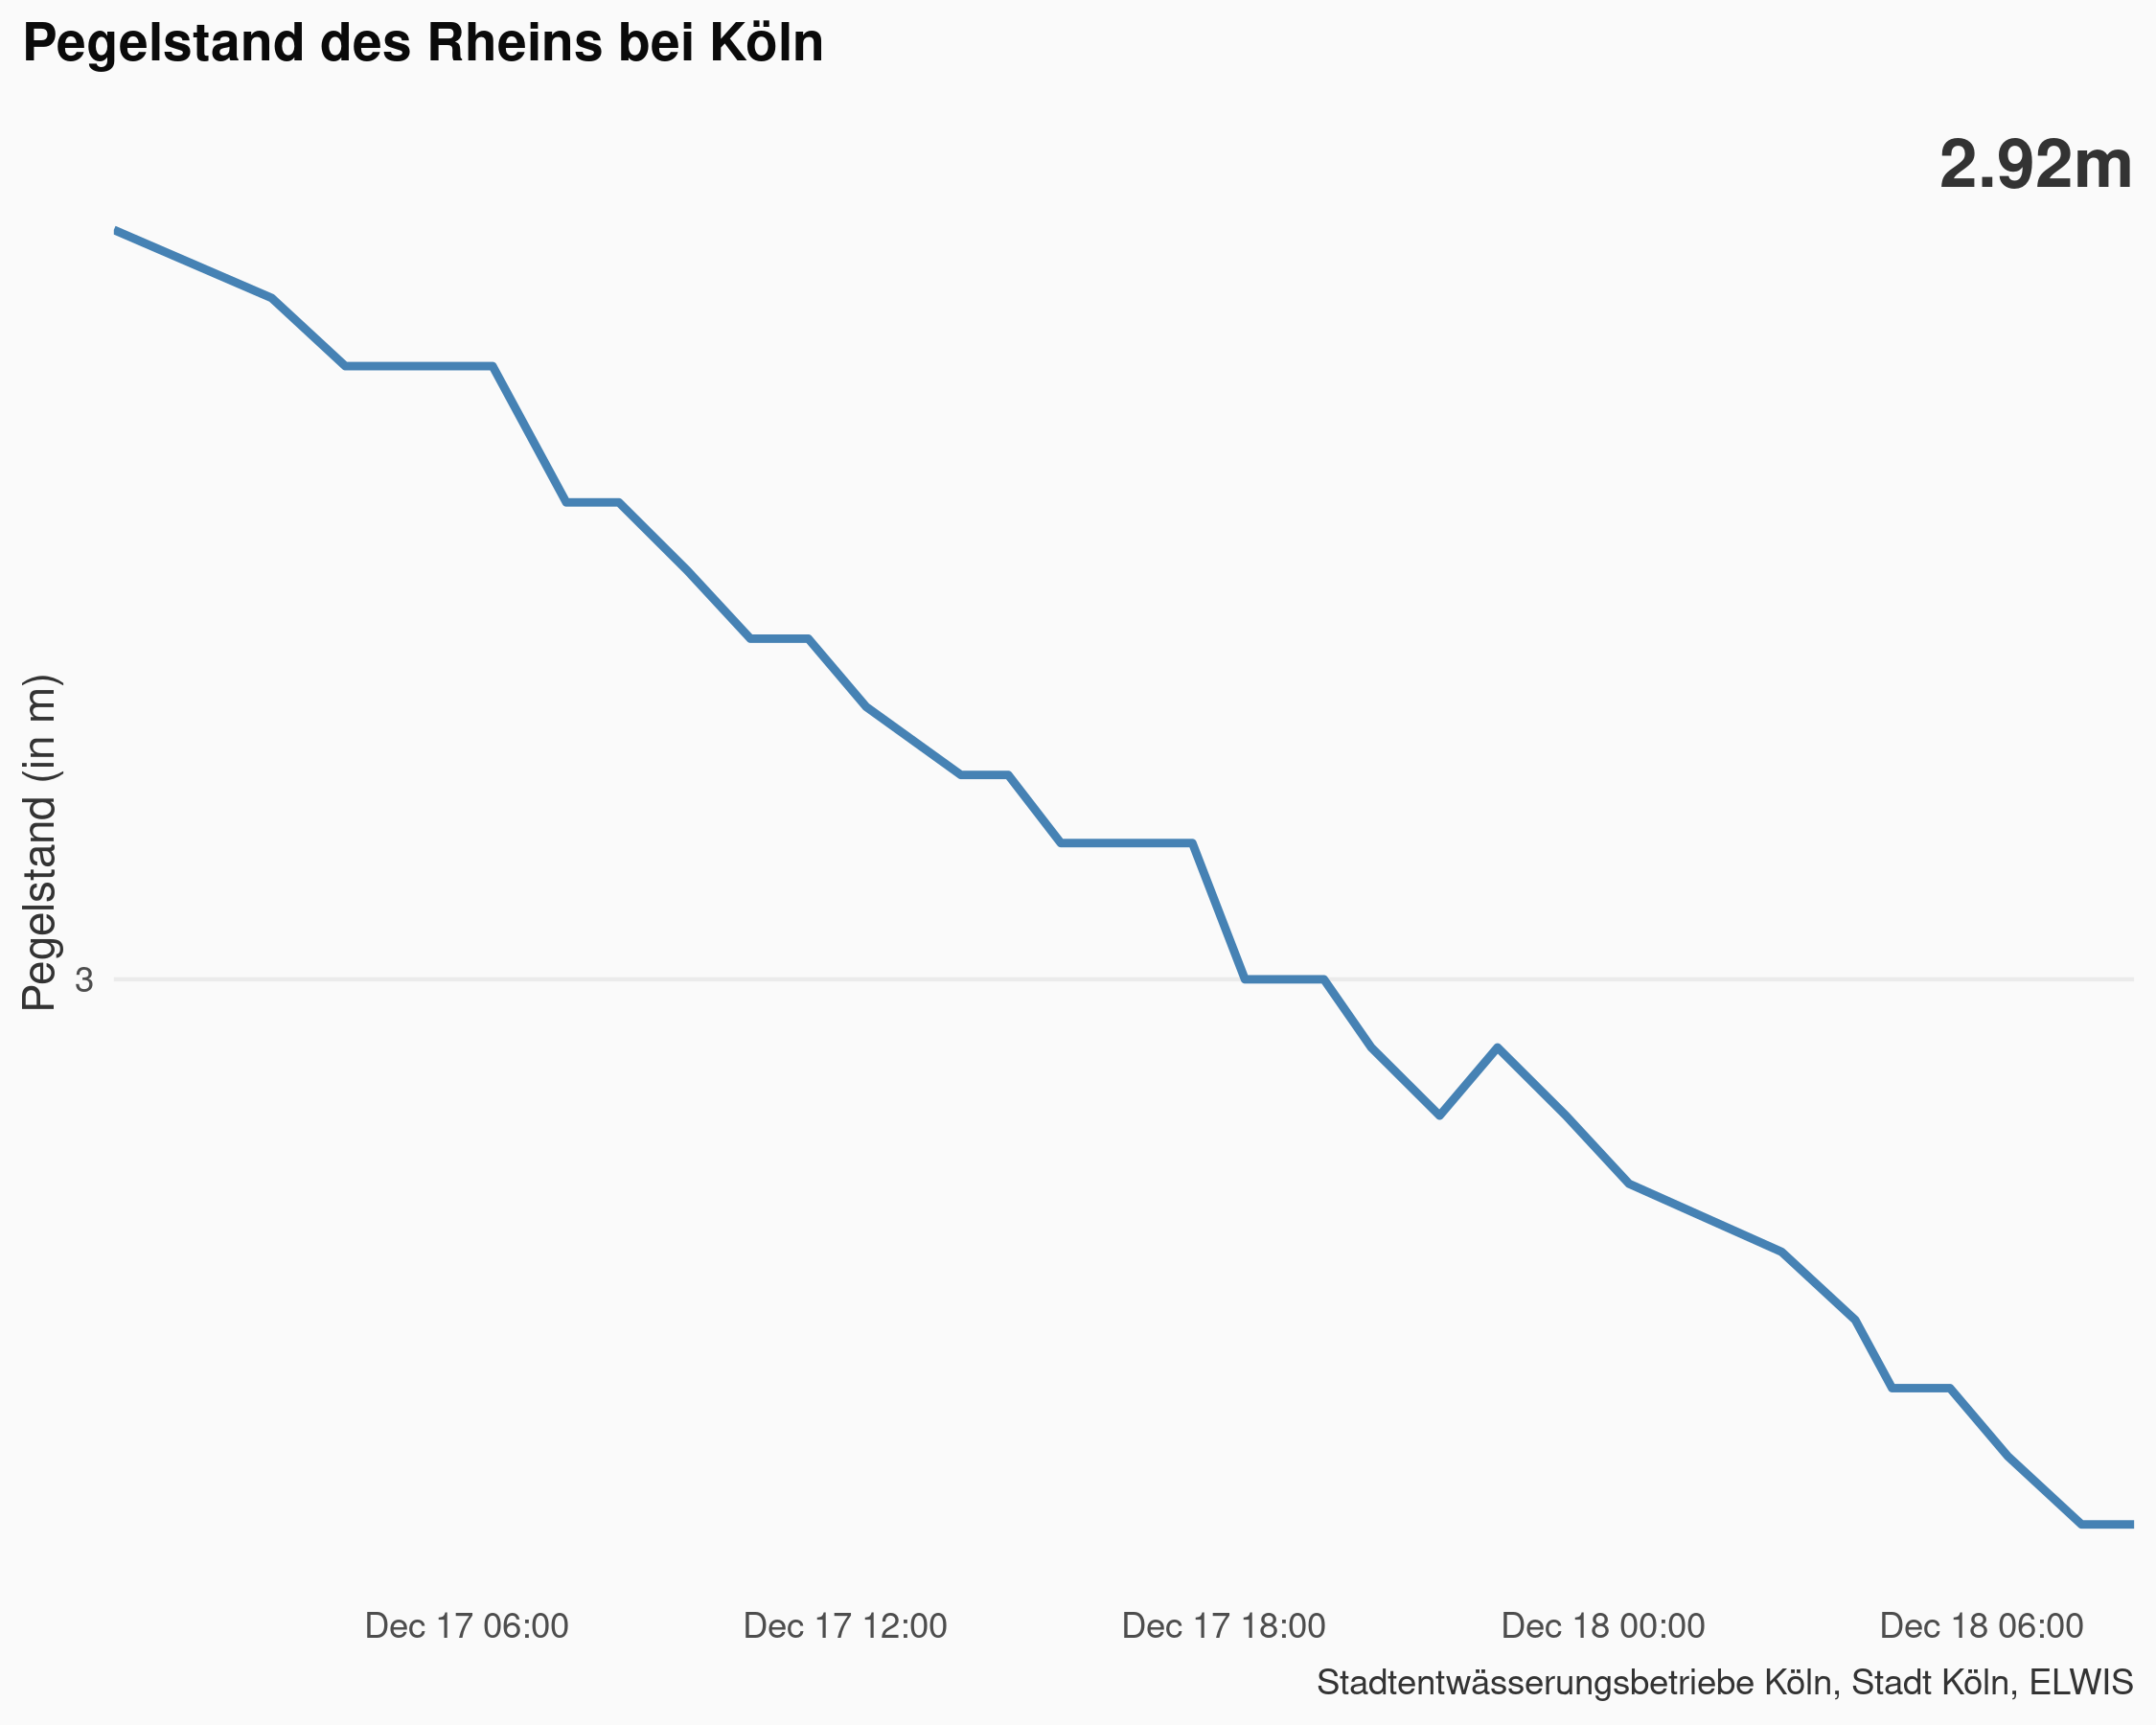 Pegelstand des Rheins bei Köln
2.92m
Pegelstand (in m)
3
Dec 17 06:00 Dec 17 12:00 Dec 17 18:00 Dec 18 00:00 Dec 18 06:00
Stadtentwässerungsbetriebe Köln, Stadt Köln, ELWIS